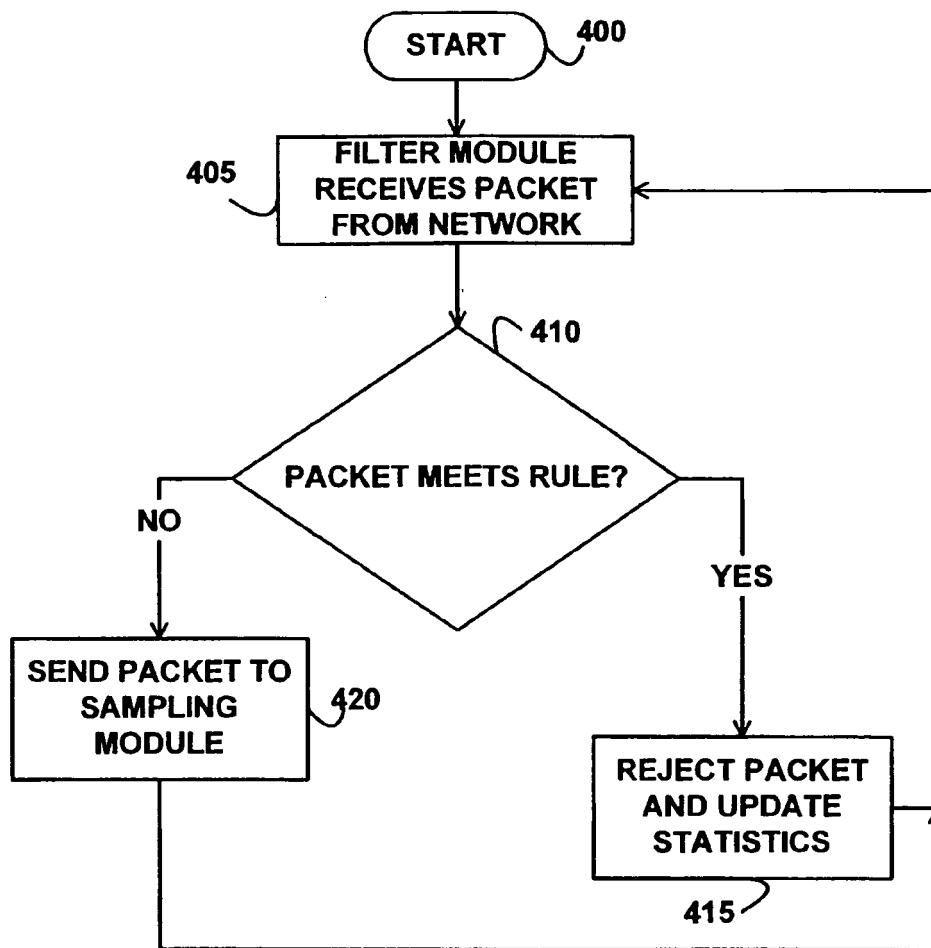 START
400
FILTER MODULE
RECEIVES PACKET
FROM NETWORK
405
410
PACKET MEETS RULE?
NO
YES
SEND PACKET TO
SAMPLING
MODULE
420
REJECT PACKET
AND UPDATE
STATISTICS
415